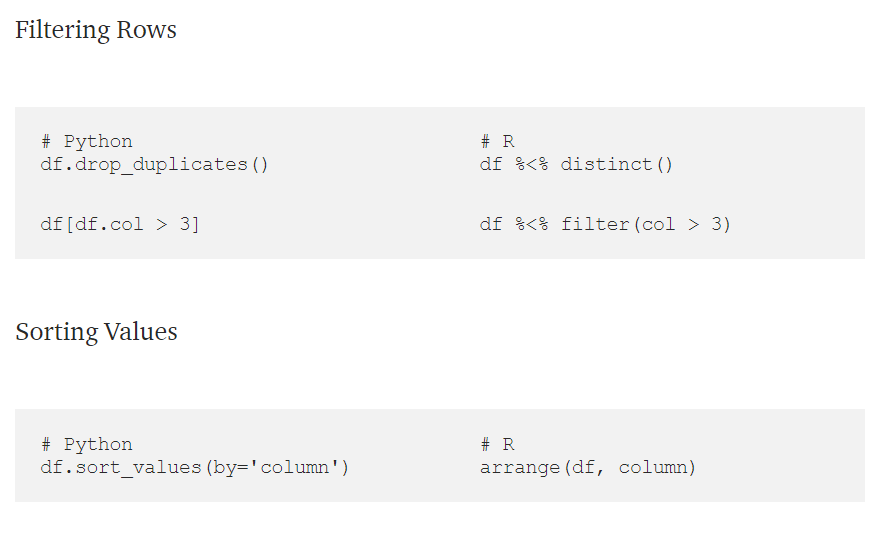 Filtering Rows
# Python
df.drop_duplicates()
df[df.col > 3]
# R
df %<% distinct()
df %<% filter(col > 3)
Sorting Values
# Python
df.sort_values(by='column')
# R
arrange(df, column)